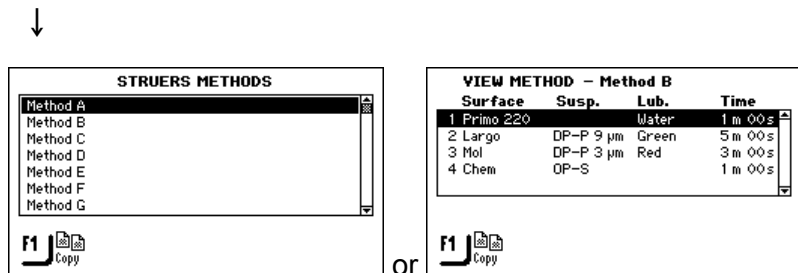 ↓
STRUERS METHODS
Method A
Method B
Method C
Method D
Method E
Method F
Method G
F1 Copy
or
VIEW METHOD - Method B
Surface Susp. Lub. Time
1 Primo 220 Water 1 m 00s
2 Largo DP-P 9 µm Green 5 m 00s
3 Mol DP-P 3 µm Red 3 m 00s
4 Chem OP-S 1 m 00s
F1 Copy